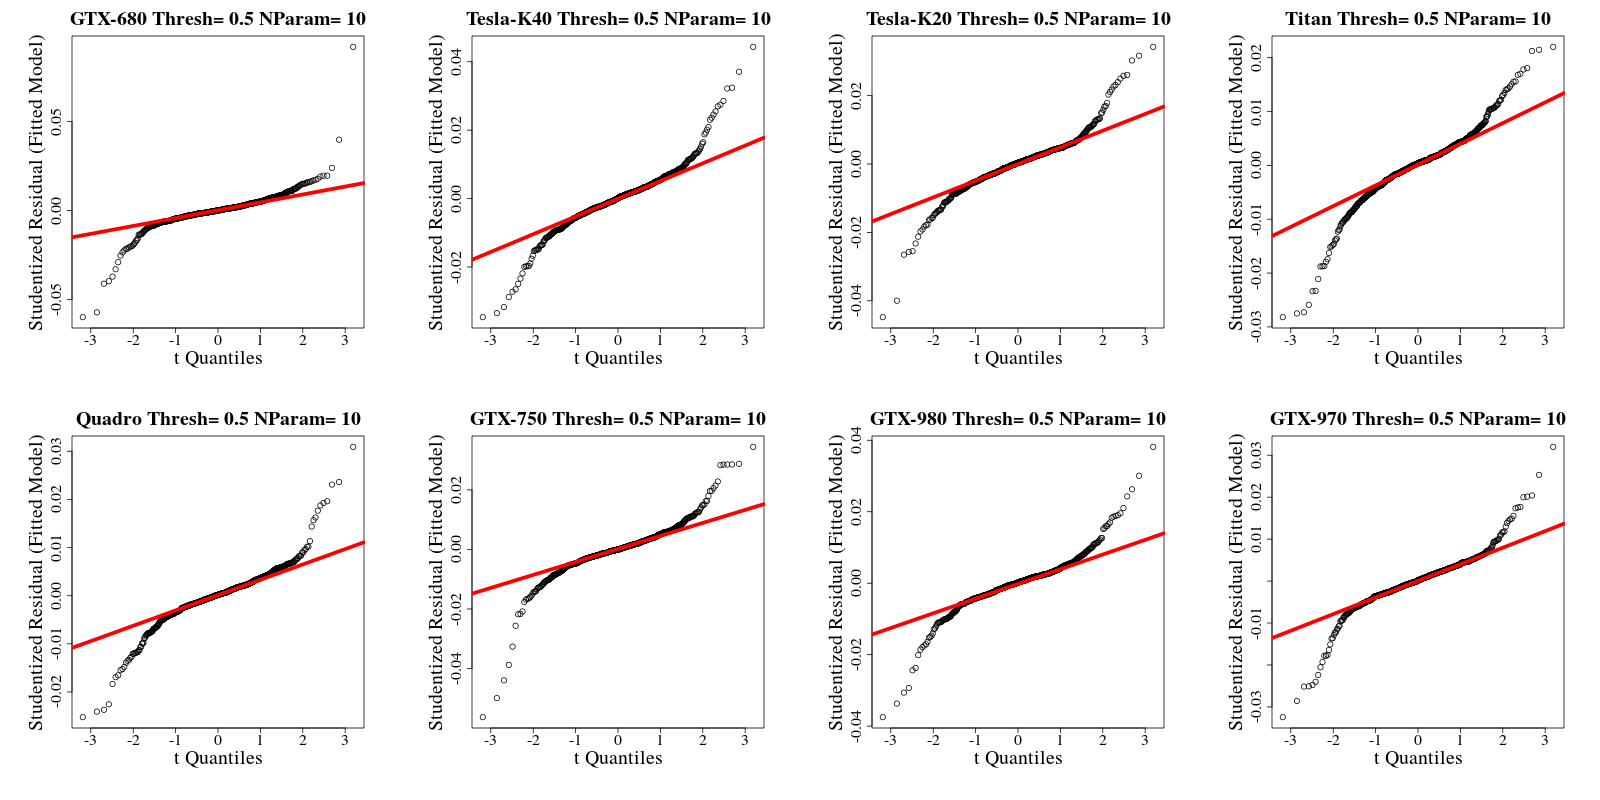 GTX-680 Thresh= 0.5 NParam= 10
Studentized Residual (Fitted Model)
0.05
0.00
-0.05
-3 -2 -1 0 1 2 3
t Quantiles
Tesla-K40 Thresh= 0.5 NParam= 10
Studentized Residual (Fitted Model)
0.04
0.02
0.00
-0.02
-3 -2 -1 0 1 2 3
t Quantiles
Tesla-K20 Thresh= 0.5 NParam= 10
Studentized Residual (Fitted Model)
0.02
0.00
-0.02
-0.04
-3 -2 -1 0 1 2 3
t Quantiles
Titan Thresh= 0.5 NParam= 10
Studentized Residual (Fitted Model)
0.02
0.01
0.00
-0.01
-0.02
-0.03
-3 -2 -1 0 1 2 3
t Quantiles
Quadro Thresh= 0.5 NParam= 10
Studentized Residual (Fitted Model)
0.03
0.02
0.01
0.00
-0.01
-0.02
-3 -2 -1 0 1 2 3
t Quantiles
GTX-750 Thresh= 0.5 NParam= 10
Studentized Residual (Fitted Model)
0.02
0.00
-0.02
-0.04
-3 -2 -1 0 1 2 3
t Quantiles
GTX-980 Thresh= 0.5 NParam= 10
Studentized Residual (Fitted Model)
0.04
0.02
0.00
-0.02
-0.04
-3 -2 -1 0 1 2 3
t Quantiles
GTX-970 Thresh= 0.5 NParam= 10
Studentized Residual (Fitted Model)
0.03
0.02
0.01
-0.01
-0.03
-3 -2 -1 0 1 2 3
t Quantiles